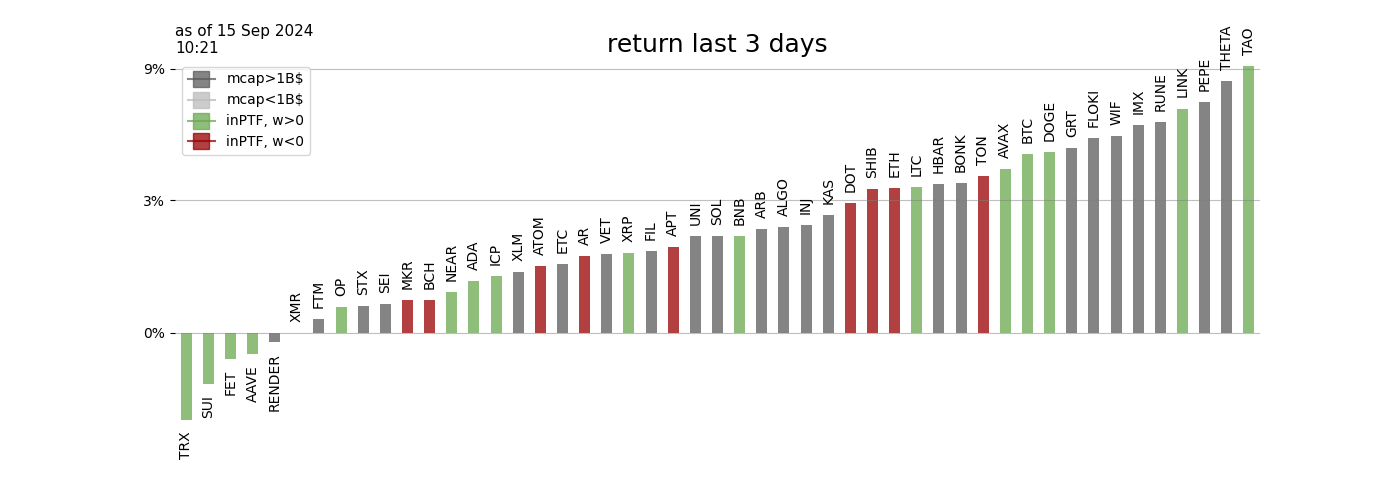 as of 15 Sep 2024
10:21
return last 3 days
9%
3%
0%
mcap>1B$
mcap<1B$
inPTF, w>0
inPTF, w<0
TRX
SUI
FET
AAVE
RENDER
XMR
FTM
OP
STX
SEI
MKR
BCH
NEAR
ADA
ICP
XLM
ATOM
ETC
AR
VET
XRP
FIL
APT
UNI
SOL
BNB
ARB
ALGO
INJ
KAS
DOT
SHIB
ETH
LTC
HBAR
BONK
TON
AVAX
BTC
DOGE
GRT
FLOKI
WIF
IMX
RUNE
LINK
PEPE
THETA
TAO